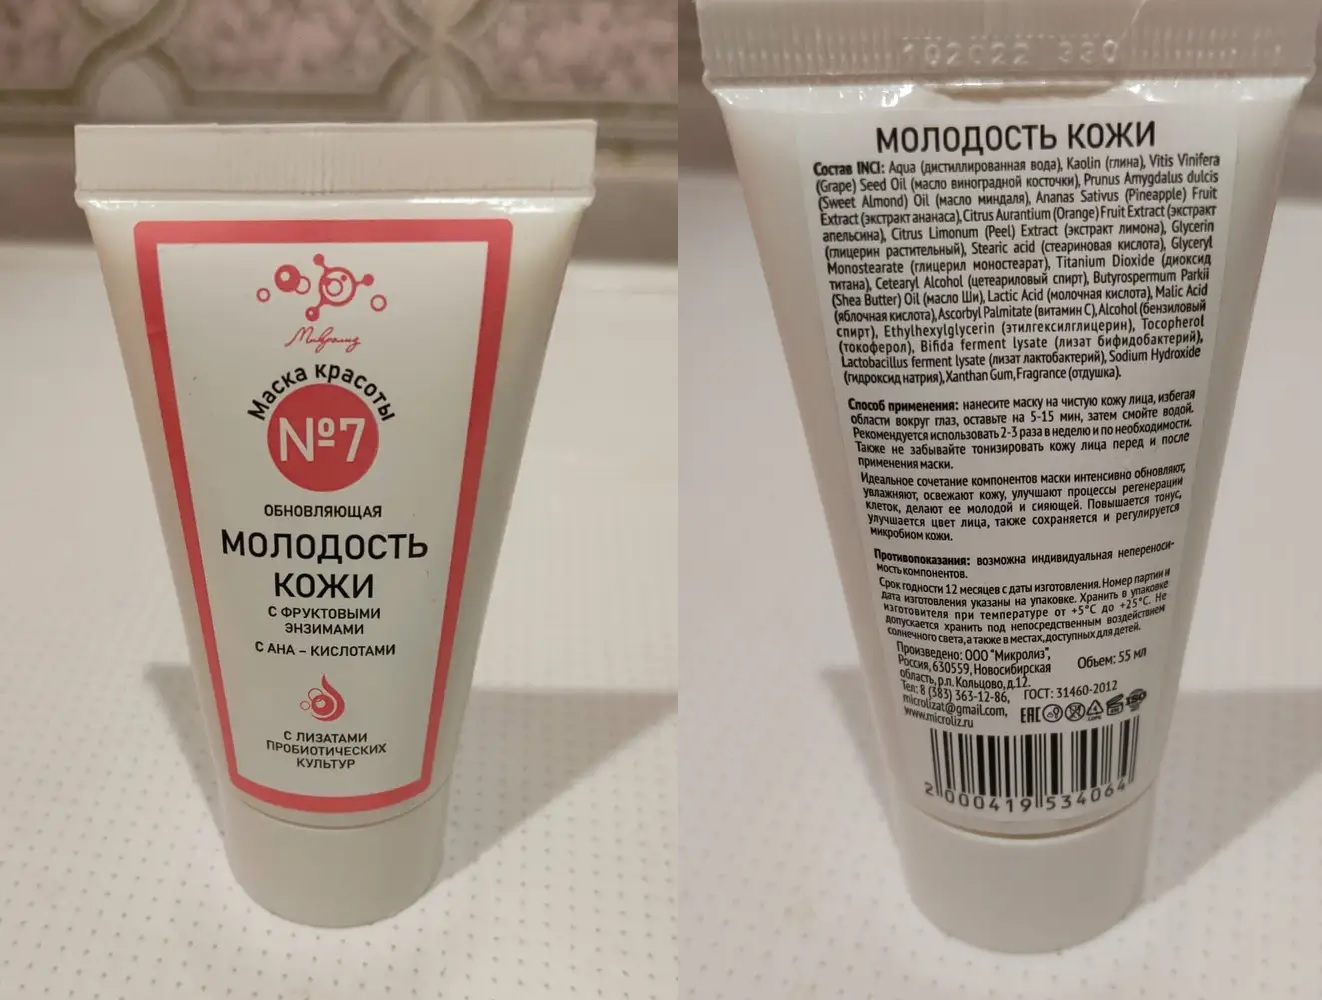 Микролиз
Маска красоты
№7
ОБНОВЛЯЮЩАЯ
МОЛОДОСТЬ
КОЖИ
С ФРУКТОВЫМИ
ЭНЗИМАМИ
С АНА – КИСЛОТАМИ
С ЛИЗАТАМИ
ПРОБИОТИЧЕСКИХ
КУЛЬТУР
102022 330
МОЛОДОСТЬ КОЖИ
Состав INCI: Aqua (дистиллированная вода), Kaolin (глина), Vitis Vinifera
(Grape) Seed Oil (масло виноградной косточки), Prunus Amygdalus dulcis
(Sweet Almond) Oil (масло миндаля), Ananas Sativus (Pineapple) Fruit
Extract (экстракт ананаса), Citrus Aurantium (Orange) Fruit Extract (экстракт
апельсина), Citrus Limonum (Peel) Extract (экстракт лимона), Glycerin
(глицерин растительный), Stearic acid (стеариновая кислота), Glyceryl
Monostearate (глицерил моностеарат), Titanium Dioxide (диоксид
титана), Cetearyl Alcohol (цетеариловый спирт), Butyrospermum Parkii
(Shea Butter) Oil (масло Ши), Lactic Acid (молочная кислота), Malic Acid
(яблочная кислота), Ascorbyl Palmitate (витамин С), Alcohol (бензиловый
спирт), Ethylhexylglycerin (этилгексилглицерин), Tocopherol
(токоферол), Bifida ferment lysate (лизат бифидобактерий),
Lactobacillus ferment lysate (лизат лактобактерий), Sodium Hydroxide
(гидроксид натрия), Xanthan Gum, Fragrance (отдушка).
Способ применения: нанесите маску на чистую кожу лица, избегая
области вокруг глаз, оставьте на 5-15 мин, затем смойте водой.
Рекомендуется использовать 2-3 раза в неделю и по необходимости.
Также не забывайте тонизировать кожу лица перед и после
применения маски.
Идеальное сочетание компонентов маски интенсивно обновляют,
увлажняют, освежают кожу, улучшают процессы регенерации
клеток, делают ее молодой и сияющей. Повышается тонус,
улучшается цвет лица, также сохраняется и регулируется
микробиом кожи.
Противопоказания: возможна индивидуальная непереноси-
мость компонентов.
Срок годности 12 месяцев с даты изготовления. Номер партии и
дата изготовления указаны на упаковке. Хранить в упаковке
изготовителя при температуре от +5°С до +25°С. Не
допускается хранить под непосредственным воздействием
солнечного света, а также в местах, доступных для детей.
Произведено: ООО "Микролиз",
Россия, 630559, Новосибирская
область, р.п. Кольцово, д.12.
Тел: 8 (383) 363-12-86,
microlizat@gmail.com,
www.microliz.ru
Объем: 55 мл
ГОСТ: 31460-2012
EAC
ISO
2 000419 534064